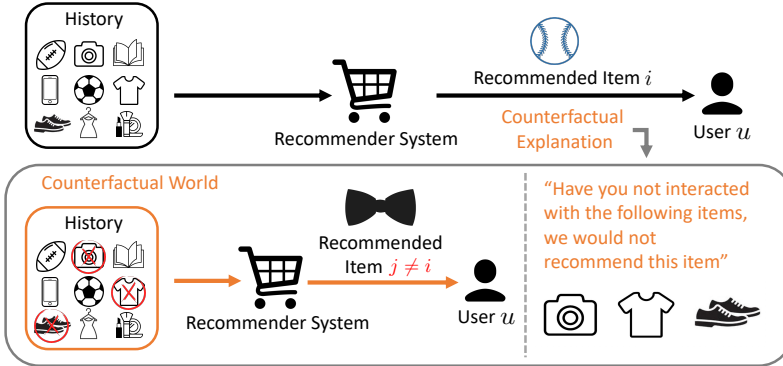 History
Recommended Item i
Recommender System
Counterfactual
Explanation
User u
Counterfactual World
History
Recommended
Item j ≠ i
Recommender System
User u
“Have you not interacted
with the following items,
we would not
recommend this item”